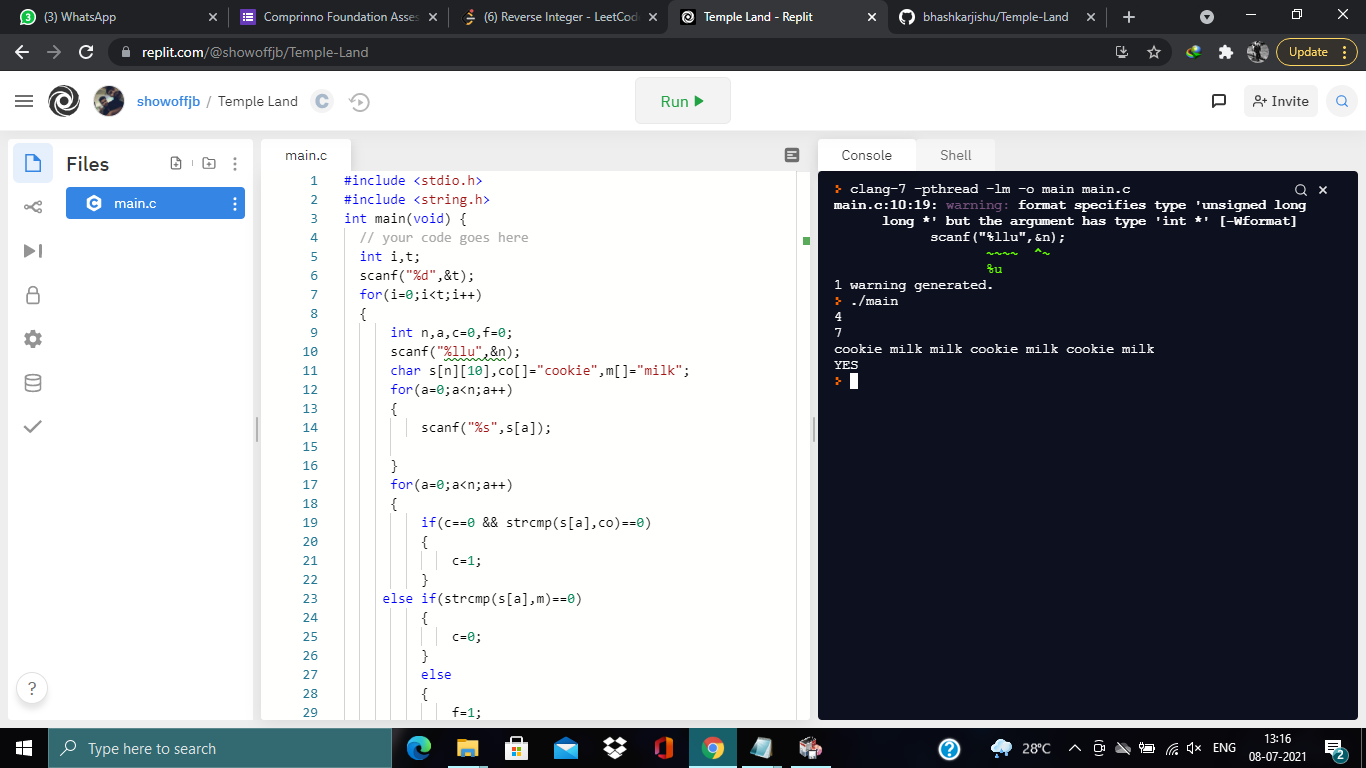 (3) WhatsApp
Comprinno Foundation Asses
(6) Reverse Integer - LeetCod
Temple Land - Replit
bhashkarjishu/Temple-Land
replit.com/@showoffjb/Temple-Land
Update
showoffjb / Temple Land
C
Run
Invite
Files
main.c
main.c
1 #include <stdio.h>
2 #include <string.h>
3 int main(void) {
4 // your code goes here
5 int i,t;
6 scanf("%d",&t);
7 for(i=0;i<t;i++)
8 {
9 int n,a,c=0,f=0;
10 scanf("%llu",&n);
11 char s[n][10],co[]="cookie",m[]="milk";
12 for(a=0;a<n;a++)
13 {
14 scanf("%s",s[a]);
15
16 }
17 for(a=0;a<n;a++)
18 {
19 if(c==0 && strcmp(s[a],co)==0)
20 {
21 c=1;
22 }
23 else if(strcmp(s[a],m)==0)
24 {
25 c=0;
26 }
27 else
28 {
29 f=1;
Console
Shell
clang-7 -pthread -lm -o main main.c
main.c:10:19: warning: format specifies type 'unsigned long
long *' but the argument has type 'int *' [-Wformat]
scanf("%llu",&n);
~~~~ ^~
%u
1 warning generated.
./main
4
7
cookie milk milk cookie milk cookie milk
YES
?
Type here to search
28°C
ENG
13:16
08-07-2021
2